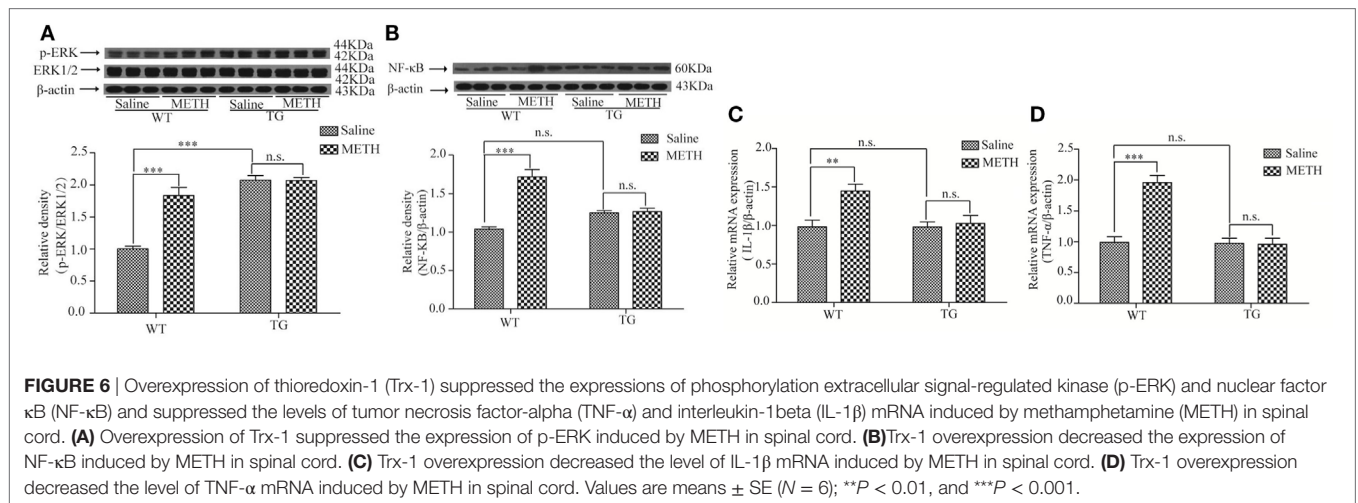 A
p-ERK
44KDa
42KDa
ERK1/2
44KDa
42KDa
β-actin
43KDa
Saline METH Saline METH
WT TG
Saline
METH
Relative density
(p-ERK/ERK1/2)
2.5
2.0
1.5
1.0
0.5
0.0
***
***
n.s.
WT TG
B
NF-κB
60KDa
β-actin
43KDa
Saline METH Saline METH
WT TG
Saline
METH
Relative density
(NF-KB/β-actin)
2.0
1.5
1.0
0.5
0.0
n.s.
***
n.s.
WT TG
C
Saline
METH
Relative mRNA expression
( IL-1β/β-actin)
2.0
1.5
1.0
0.5
0.0
n.s.
**
n.s.
WT TG
D
Saline
METH
Relative mRNA expression
(TNF-α/β-actin)
2.5
2.0
1.5
1.0
0.5
0.0
n.s.
***
n.s.
WT TG
FIGURE 6 | Overexpression of thioredoxin-1 (Trx-1) suppressed the expressions of phosphorylation extracellular signal-regulated kinase (p-ERK) and nuclear factor
κB (NF-κB) and suppressed the levels of tumor necrosis factor-alpha (TNF-α) and interleukin-1beta (IL-1β) mRNA induced by methamphetamine (METH) in spinal
cord. (A) Overexpression of Trx-1 suppressed the expression of p-ERK induced by METH in spinal cord. (B)Trx-1 overexpression decreased the expression of
NF-κB induced by METH in spinal cord. (C) Trx-1 overexpression decreased the level of IL-1β mRNA induced by METH in spinal cord. (D) Trx-1 overexpression
decreased the level of TNF-α mRNA induced by METH in spinal cord. Values are means ± SE (N = 6); **P < 0.01, and ***P < 0.001.